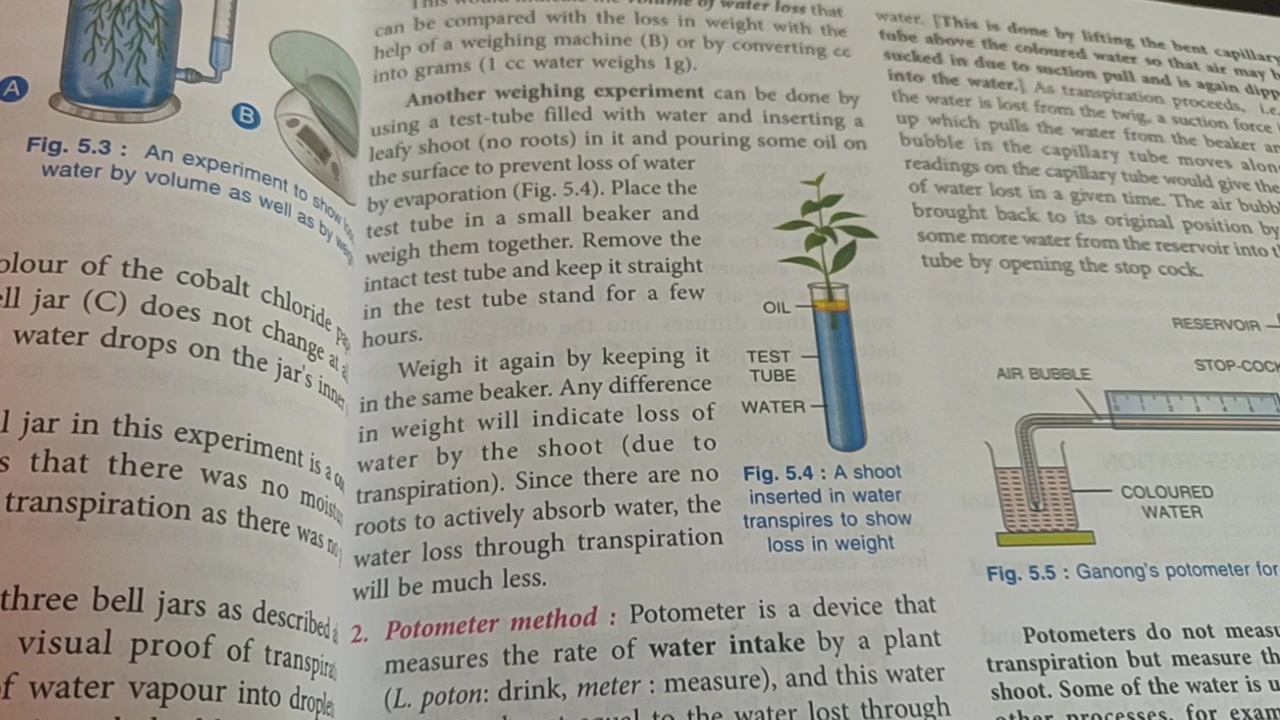 A
B
Fig. 5.3 : An experiment to show
water by volume as well as by
olour of the cobalt chloride
ell jar (C) does not change at
water drops on the jar's inner
l jar in this experiment is a
s that there was no
transpiration as there was no
three bell jars as described
visual proof of
f water vapour into
volume of water loss that
can be compared with the loss in weight with the
help of a weighing machine (B) or by converting cc
into grams (1 cc water weighs 1g).
Another weighing experiment can be done by
using a test-tube filled with water and inserting a
leafy shoot (no roots) in it and pouring some oil on
the surface to prevent loss of water
by evaporation (Fig. 5.4). Place the
test tube in a small beaker and
weigh them together. Remove the
intact test tube and keep it straight
in the test tube stand for a few
hours.
Weigh it again by keeping it
in the same beaker. Any difference
in weight will indicate loss of
water by the shoot (due to
transpiration). Since there are no
roots to actively absorb water, the
water loss through transpiration
will be much less.
OIL
TEST
TUBE
WATER
Fig. 5.4 : A shoot
inserted in water
transpires to show
loss in weight
2. Potometer method : Potometer is a device that
measures the rate of water intake by a plant
(L. poton: drink, meter : measure), and this water
to the water lost through
water. [This is done by lifting the bent capillary
tube above the coloured water so that air may
sucked in due to suction pull and is again
into the water.] As transpiration proceeds, i.e.
the water is lost from the twig, a suction force
up which pulls the water from the beaker
bubble in the capillary tube moves
readings on the capillary tube would give the
of water lost in a given time. The air
brought back to its original position by
some more water from the reservoir into
tube by opening the stop cock.
RESERVOIR
STOP-COCK
AIR BUBBLE
COLOURED
WATER
Fig. 5.5 : Ganong's potometer for
Potometers do not
transpiration but measure
shoot. Some of the water is
other processes, for